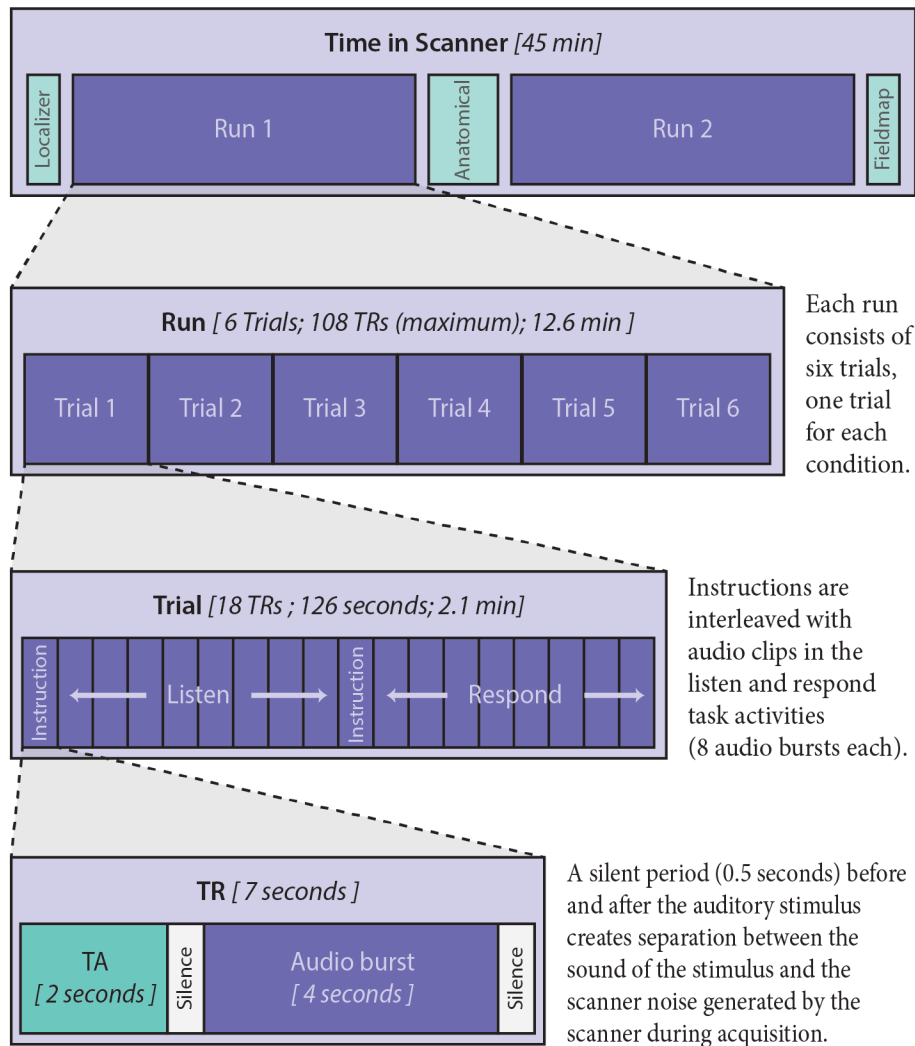 Time in Scanner [45 min]
Localizer
Run 1
Anatomical
Run 2
Fieldmap
Run [ 6 Trials; 108 TRs (maximum); 12.6 min ]
Trial 1
Trial 2
Trial 3
Trial 4
Trial 5
Trial 6
Each run
consists of
six trials,
one trial
for each
condition.
Trial [18 TRs ; 126 seconds; 2.1 min]
Instruction
Listen
Instruction
Respond
Instructions are
interleaved with
audio clips in the
listen and respond
task activities
(8 audio bursts each).
TR [ 7 seconds ]
TA
[ 2 seconds ]
Silence
Audio burst
[ 4 seconds ]
Silence
A silent period (0.5 seconds) before
and after the auditory stimulus
creates separation between the
sound of the stimulus and the
scanner noise generated by the
scanner during acquisition.